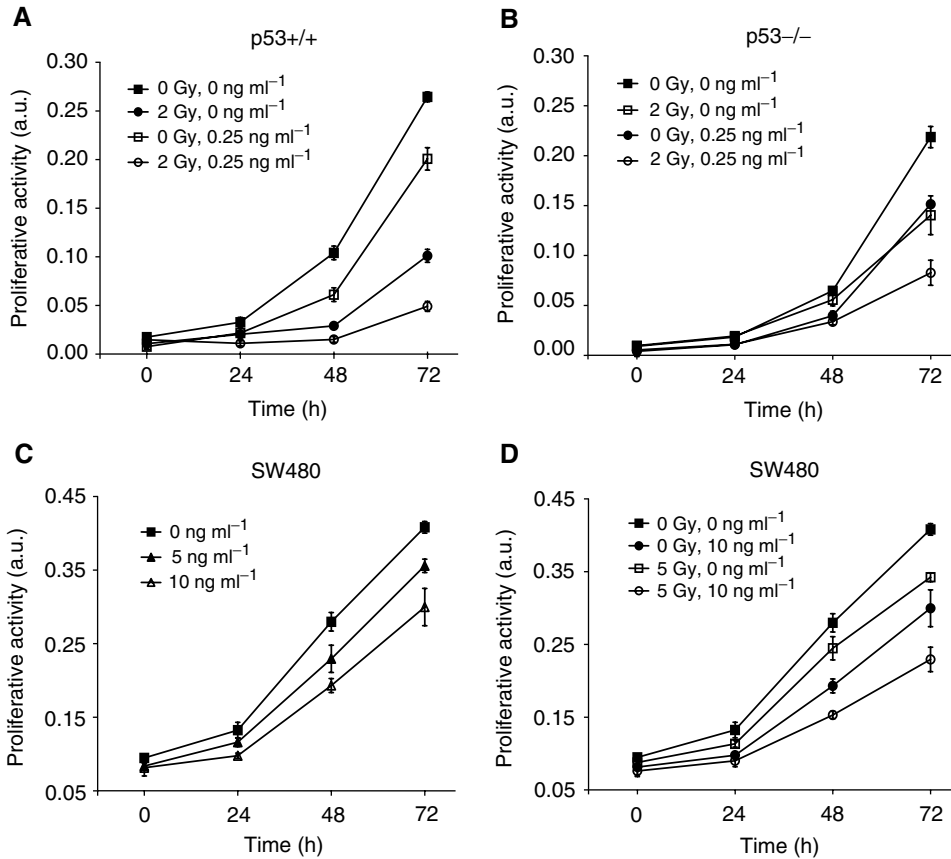 A
p53+/+
Proliferative activity (a.u.)
0.30
0.25
0.20
0.15
0.10
0.05
0.00
0 Gy, 0 ng ml⁻¹
2 Gy, 0 ng ml⁻¹
0 Gy, 0.25 ng ml⁻¹
2 Gy, 0.25 ng ml⁻¹
0 24 48 72
Time (h)
B
p53–/–
Proliferative activity (a.u.)
0.30
0.25
0.20
0.15
0.10
0.05
0.00
0 Gy, 0 ng ml⁻¹
2 Gy, 0 ng ml⁻¹
0 Gy, 0.25 ng ml⁻¹
2 Gy, 0.25 ng ml⁻¹
0 24 48 72
Time (h)
C
SW480
Proliferative activity (a.u.)
0.45
0.35
0.25
0.15
0.05
0 ng ml⁻¹
5 ng ml⁻¹
10 ng ml⁻¹
0 24 48 72
Time (h)
D
SW480
Proliferative activity (a.u.)
0.45
0.35
0.25
0.15
0.05
0 Gy, 0 ng ml⁻¹
0 Gy, 10 ng ml⁻¹
5 Gy, 0 ng ml⁻¹
5 Gy, 10 ng ml⁻¹
0 24 48 72
Time (h)